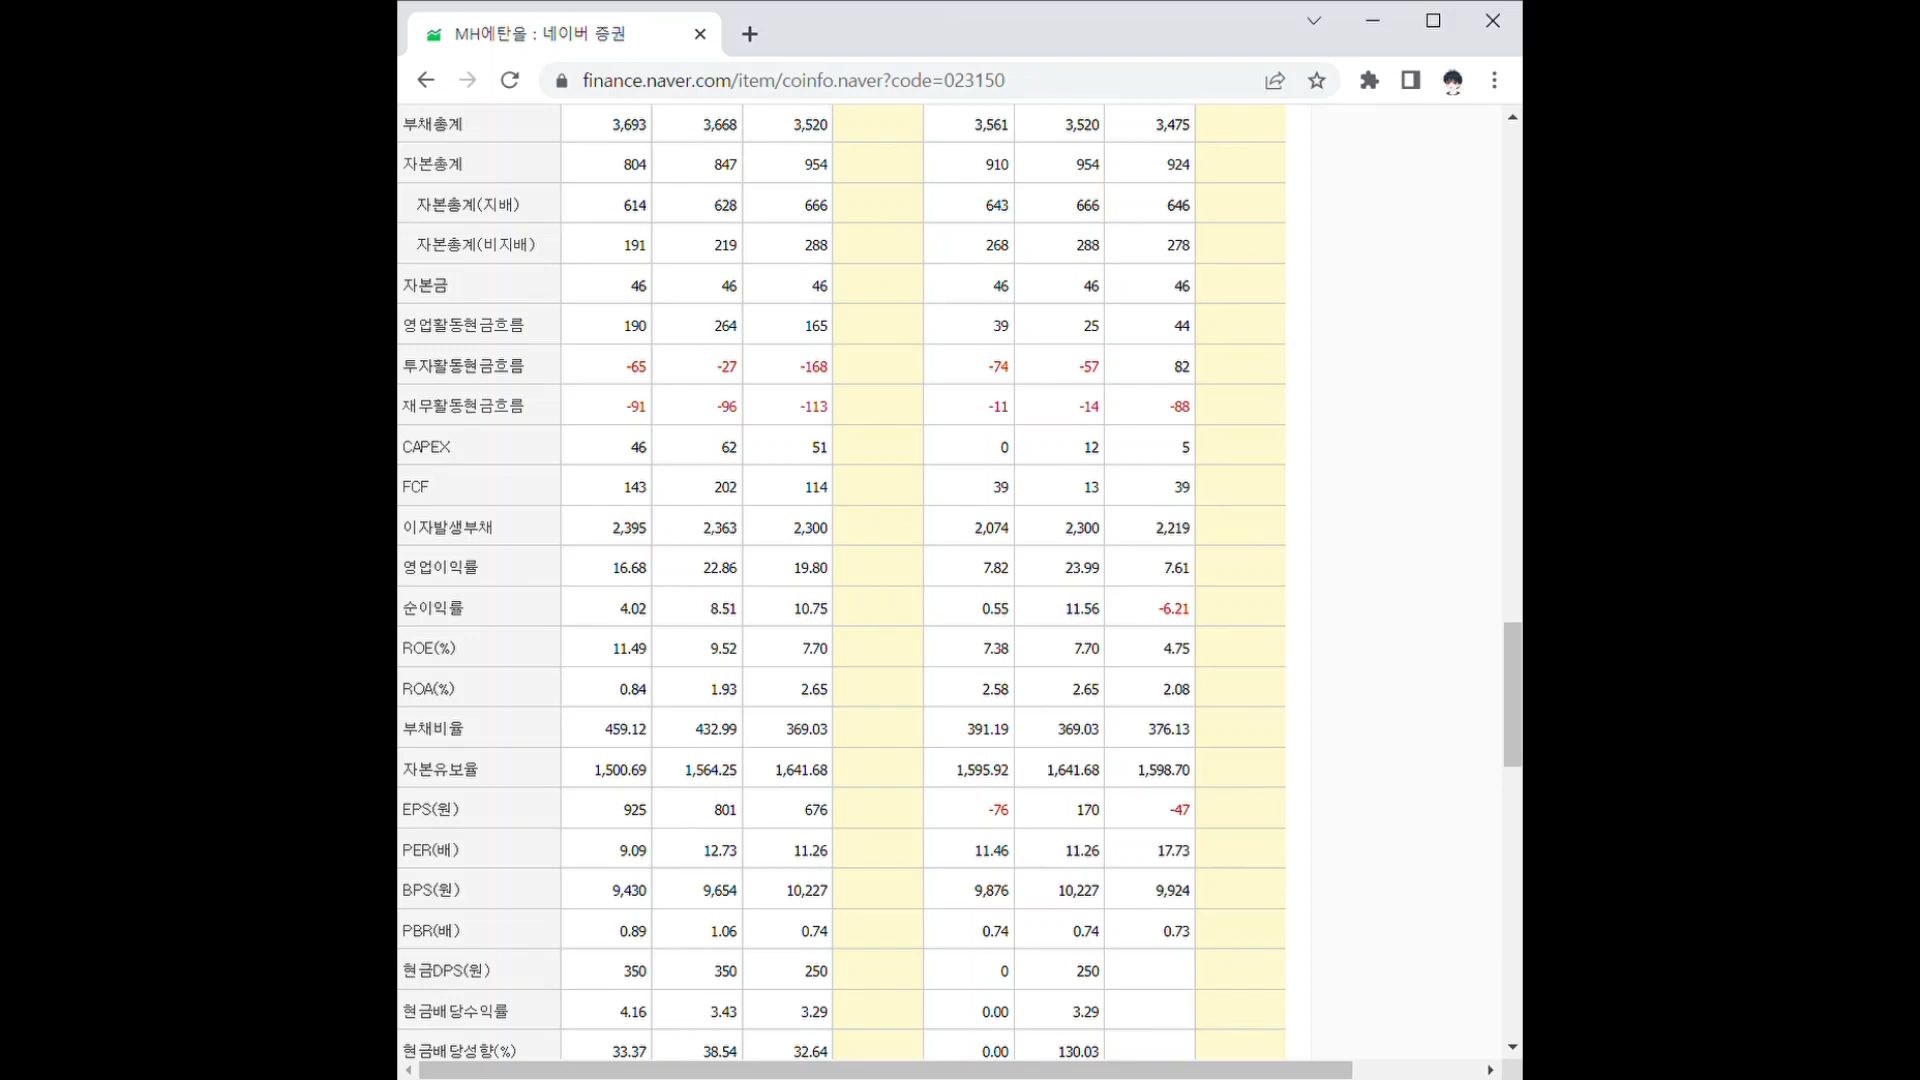 MH에탄올 : 네이버 증권
finance.naver.com/item/coinfo.naver?code=023150
부채총계 3,693 3,668 3,520 3,561 3,520 3,475
자본총계 804 847 954 910 954 924
자본총계(지배) 614 628 666 643 666 646
자본총계(비지배) 191 219 288 268 288 278
자본금 46 46 46 46 46 46
영업활동현금흐름 190 264 165 39 25 44
투자활동현금흐름 -65 -27 -168 -74 -57 82
재무활동현금흐름 -91 -96 -113 -11 -14 -88
CAPEX 46 62 51 0 12 5
FCF 143 202 114 39 13 39
이자발생부채 2,395 2,363 2,300 2,074 2,300 2,219
영업이익률 16.68 22.86 19.80 7.82 23.99 7.61
순이익률 4.02 8.51 10.75 0.55 11.56 -6.21
ROE(%) 11.49 9.52 7.70 7.38 7.70 4.75
ROA(%) 0.84 1.93 2.65 2.58 2.65 2.08
부채비율 459.12 432.99 369.03 391.19 369.03 376.13
자본유보율 1,500.69 1,564.25 1,641.68 1,595.92 1,641.68 1,598.70
EPS(원) 925 801 676 -76 170 -47
PER(배) 9.09 12.73 11.26 11.46 11.26 17.73
BPS(원) 9,430 9,654 10,227 9,876 10,227 9,924
PBR(배) 0.89 1.06 0.74 0.74 0.74 0.73
현금DPS(원) 350 350 250 0 250
현금배당수익률 4.16 3.43 3.29 0.00 3.29
현금배당성향(%) 33.37 38.54 32.64 0.00 130.03